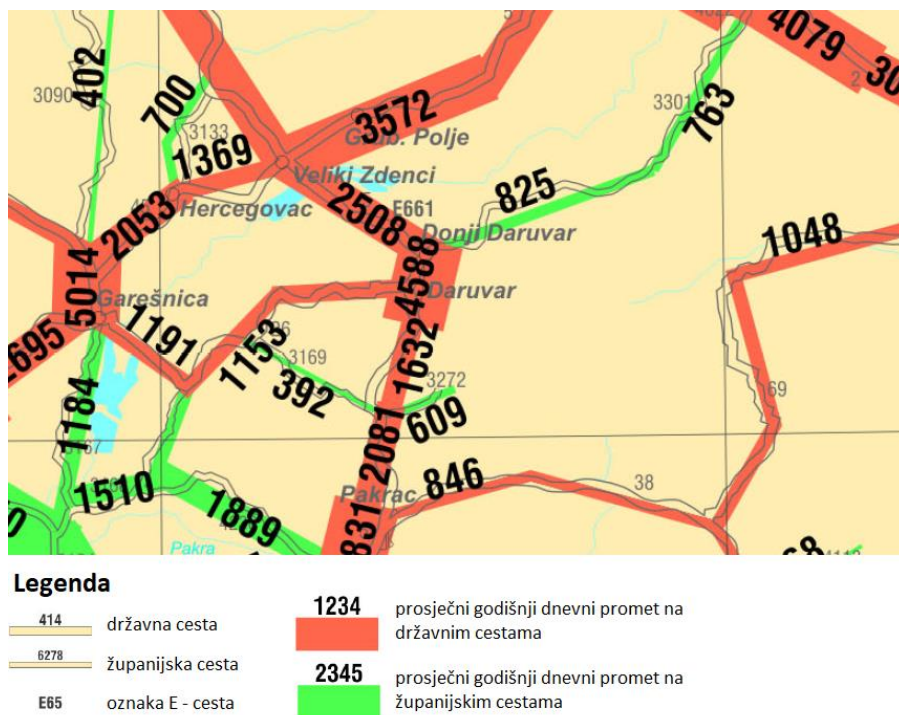 4079
30
402
3090
700
3133
3301
763
3572
Grub. Polje
1369
Veliki Zdenci
825
2053
Hercegovac
2508
E661
Donji Daruvar
1048
5014
4588
Garešnica
Daruvar
2695
1191
1153
3169
392
1632
3272
609
69
1184
2081
1510
Pakrac
846
38
1889
831
Pakra
68
Legenda
414
državna cesta
1234
prosječni godišnji dnevni promet na
državnim cestama
6278
županijska cesta
E65
oznaka E - cesta
2345
prosječni godišnji dnevni promet na
županijskim cestama